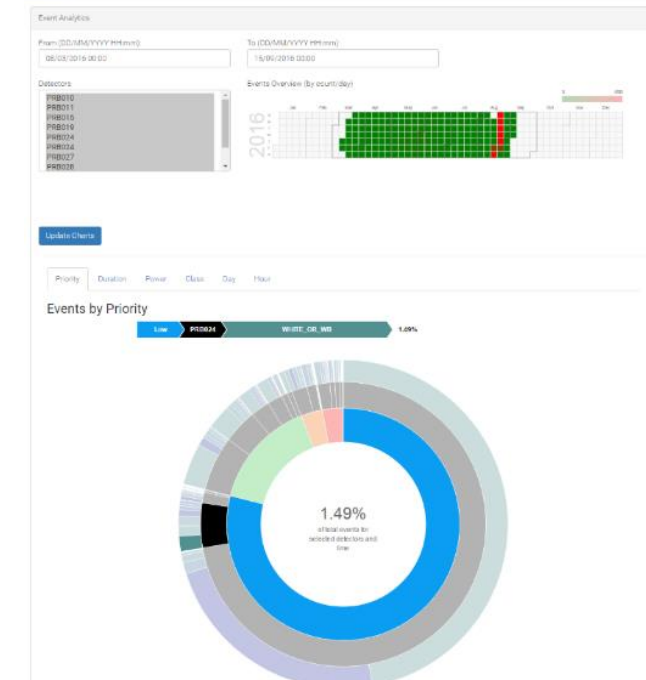 Event Analytics
From (DD/MM/YYYY HH:mm)
To (DD/MM/YYYY HH:mm)
08/03/2016 00:00
15/09/2016 00:00
Detectors
Events Overview (by count/day)
PRB010
PRB011
PRB015
PRB019
PRB024
PRB024
PRB027
PRB028
2016
Update Charts
Priority Duration Power Class Day Hour
Events by Priority
Low PRB024 WHITE_OR_WB 1.49%
1.49%
of total events for
selected detectors and
time